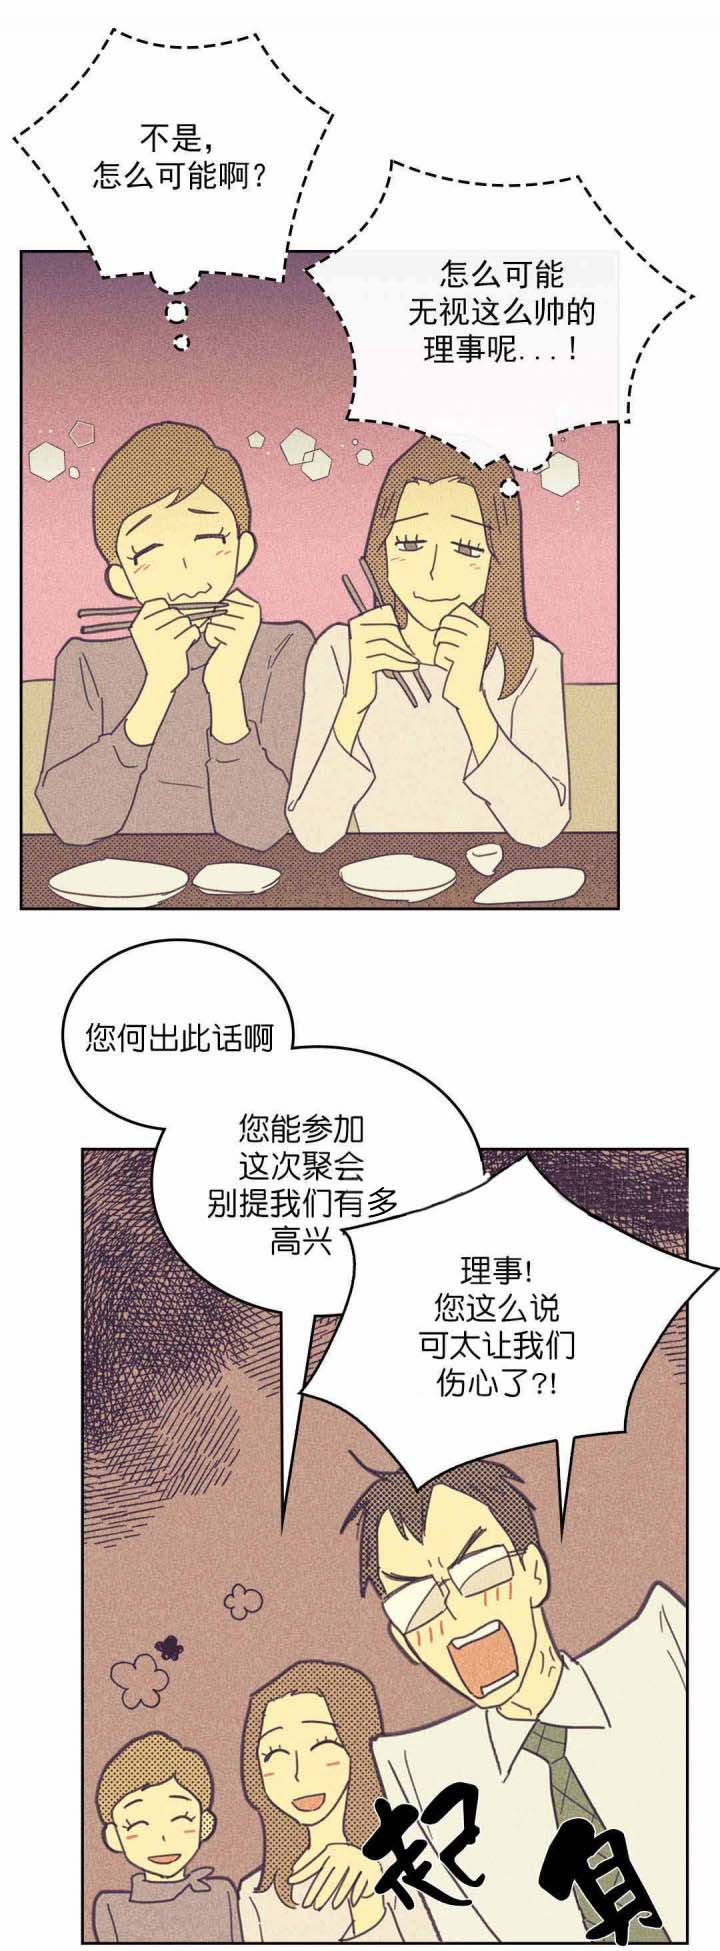 不是，
怎么可能啊？
怎么可能
无视这么帅的
理事呢...！
您何出此话啊
您能参加
这次聚会
别提我们有多
高兴
理事!
您这么说
可太让我们
伤心了?!
起身